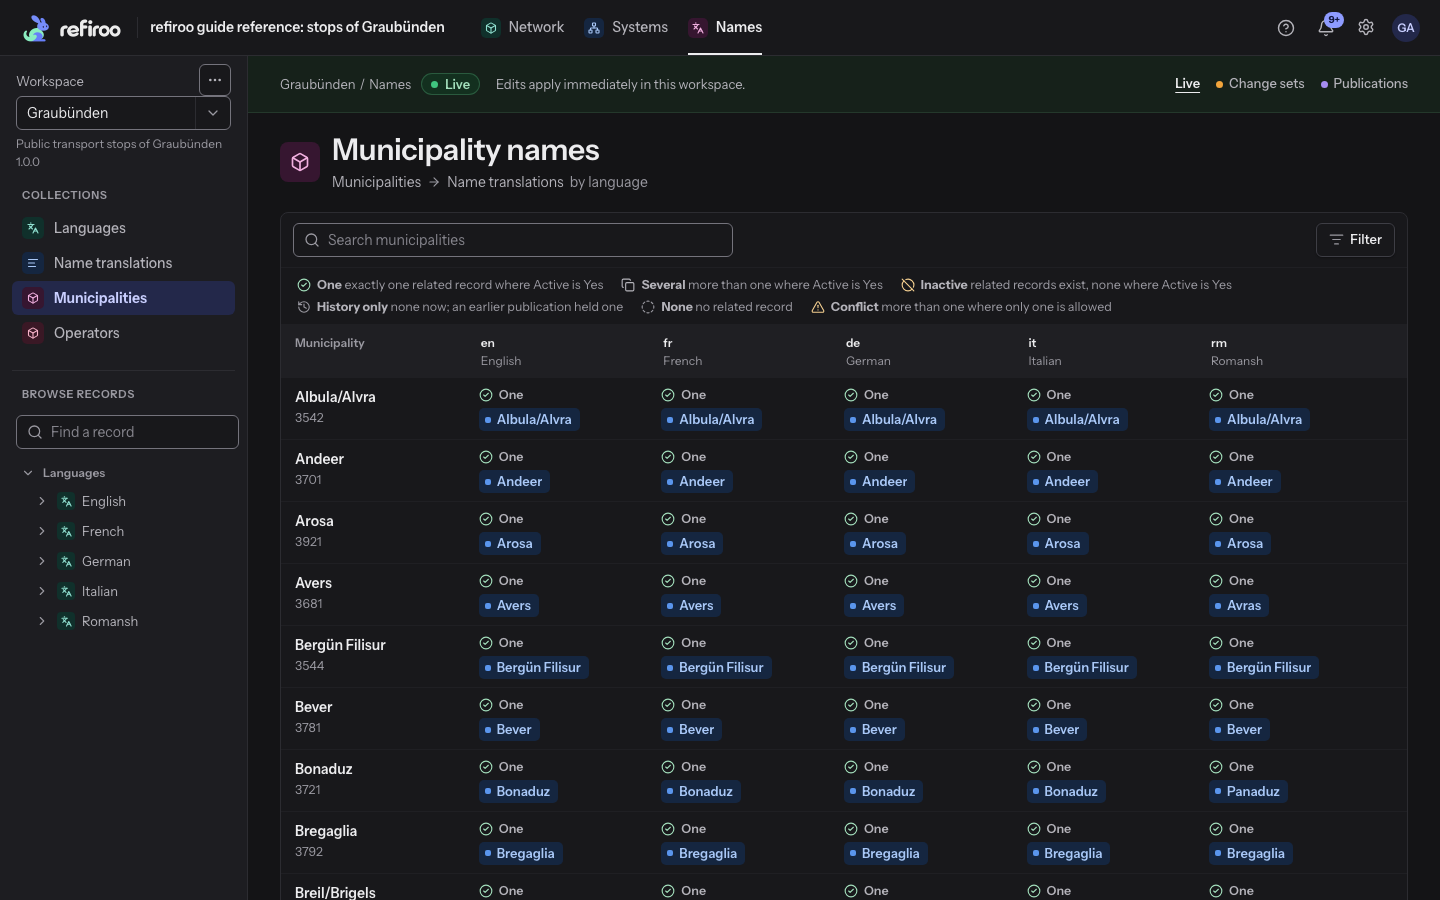 refiroo
refiroo guide reference: stops of Graubünden
Network
Systems
Names
9+
GA
Workspace
Graubünden
Public transport stops of Graubünden
1.0.0
COLLECTIONS
Languages
Name translations
Municipalities
Operators
BROWSE RECORDS
Find a record
Languages
English
French
German
Italian
Romansh
Graubünden / Names
Live
Edits apply immediately in this workspace.
Live
Change sets
Publications
Municipality names
Municipalities → Name translations by language
Search municipalities
Filter
One exactly one related record where Active is Yes
Several more than one where Active is Yes
Inactive related records exist, none where Active is Yes
History only none now; an earlier publication held one
None no related record
Conflict more than one where only one is allowed
Municipality
en
English
fr
French
de
German
it
Italian
rm
Romansh
Albula/Alvra
3542
One
Albula/Alvra
One
Albula/Alvra
One
Albula/Alvra
One
Albula/Alvra
One
Albula/Alvra
Andeer
3701
One
Andeer
One
Andeer
One
Andeer
One
Andeer
One
Andeer
Arosa
3921
One
Arosa
One
Arosa
One
Arosa
One
Arosa
One
Arosa
Avers
3681
One
Avers
One
Avers
One
Avers
One
Avers
One
Avras
Bergün Filisur
3544
One
Bergün Filisur
One
Bergün Filisur
One
Bergün Filisur
One
Bergün Filisur
One
Bergün Filisur
Bever
3781
One
Bever
One
Bever
One
Bever
One
Bever
One
Bever
Bonaduz
3721
One
Bonaduz
One
Bonaduz
One
Bonaduz
One
Bonaduz
One
Panaduz
Bregaglia
3792
One
Bregaglia
One
Bregaglia
One
Bregaglia
One
Bregaglia
One
Bregaglia
Breil/Brigels
One
One
One
One
One